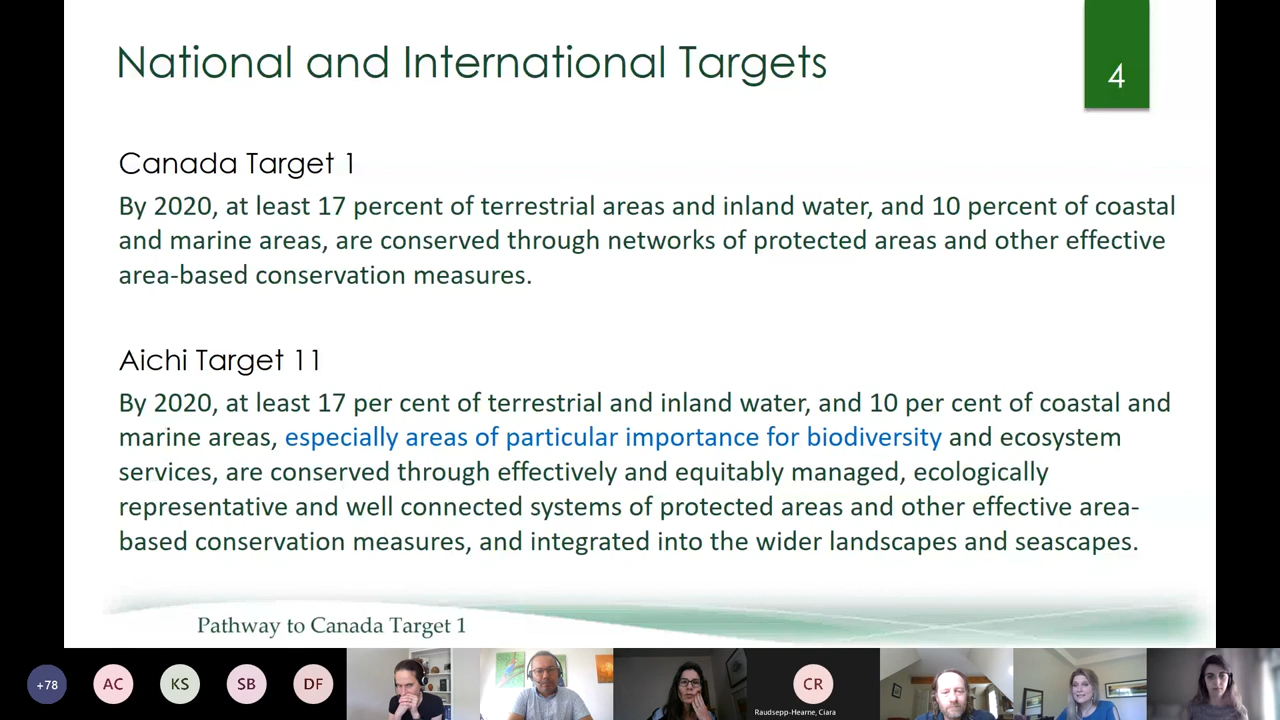 National and International Targets
4
Canada Target 1
By 2020, at least 17 percent of terrestrial areas and inland water, and 10 percent of coastal
and marine areas, are conserved through networks of protected areas and other effective
area-based conservation measures.
Aichi Target 11
By 2020, at least 17 per cent of terrestrial and inland water, and 10 per cent of coastal and
marine areas, especially areas of particular importance for biodiversity and ecosystem
services, are conserved through effectively and equitably managed, ecologically
representative and well connected systems of protected areas and other effective area-
based conservation measures, and integrated into the wider landscapes and seascapes.
Pathway to Canada Target 1
+78
AC
KS
SB
DF
CR
Raudsepp-Hearne, Ciara